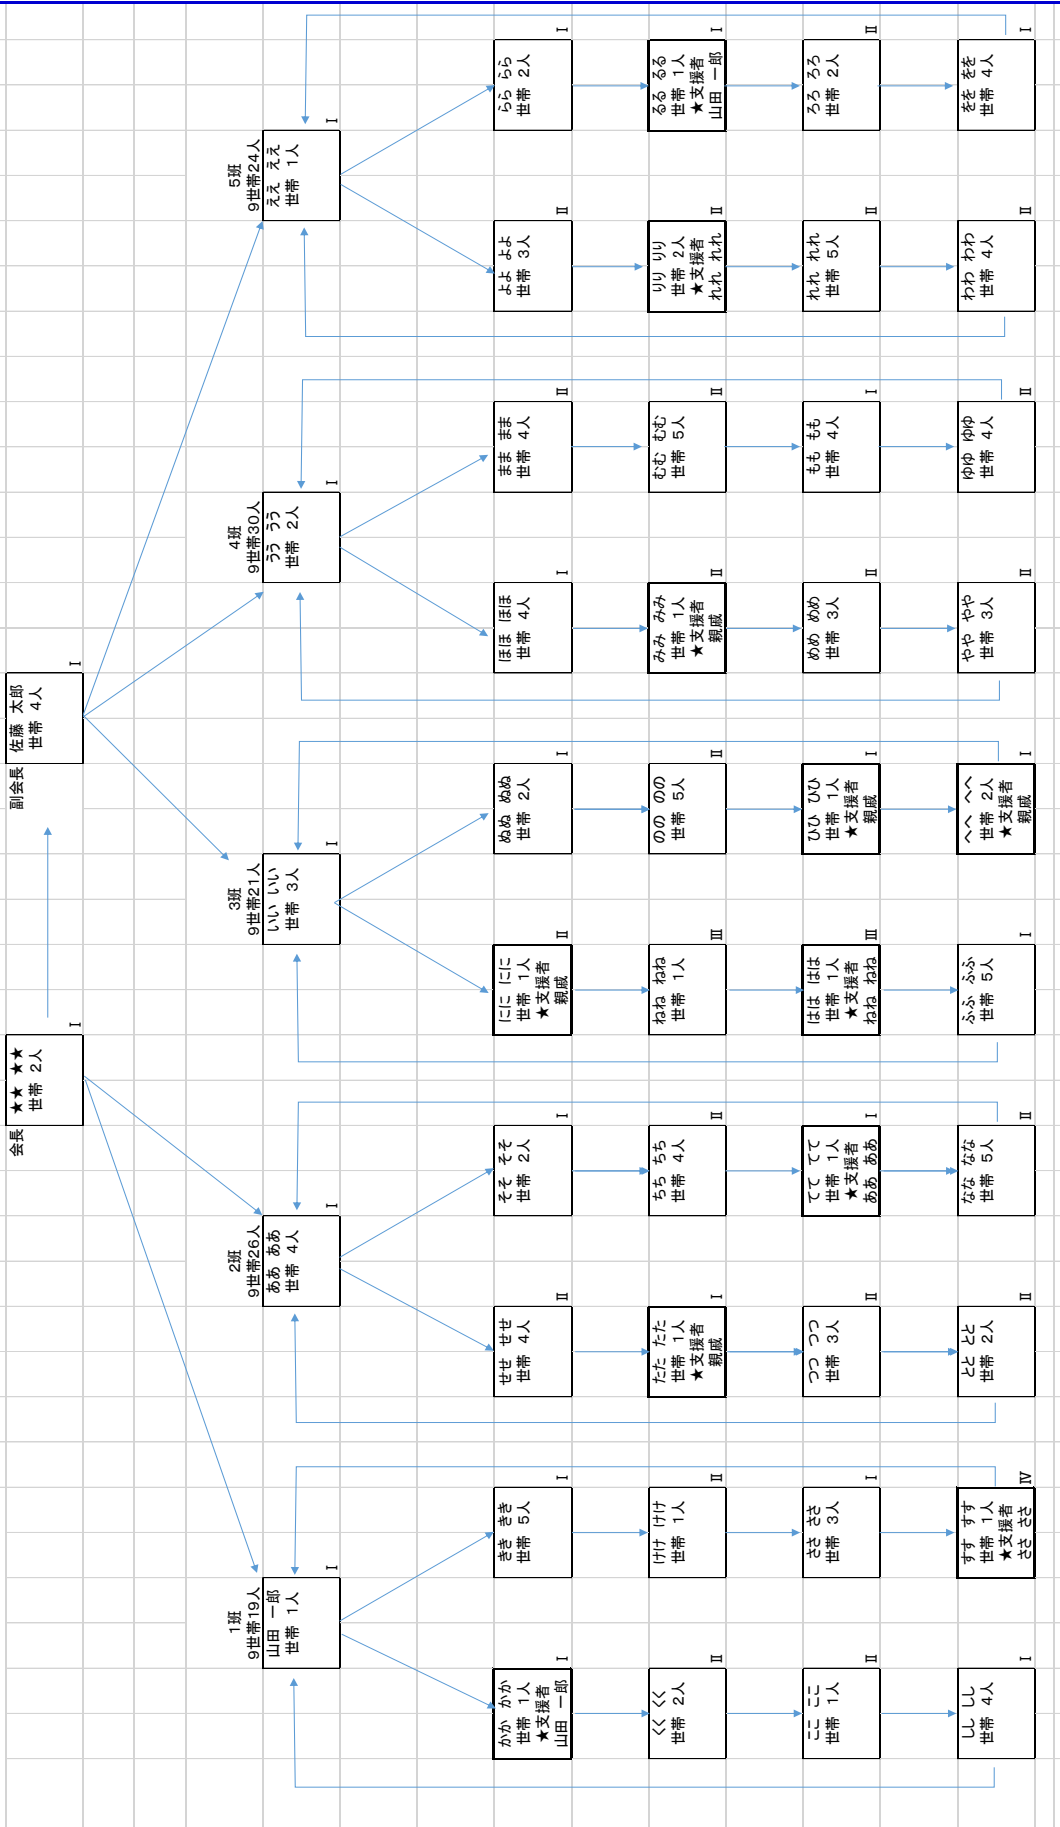 会長
★★ ★★
世帯 2人
Ⅰ
副会長
佐藤 太郎
世帯 4人
Ⅰ
1班
9世帯19人
山田 一郎
世帯 1人
Ⅰ
2班
9世帯26人
ああ ああ
世帯 4人
Ⅰ
3班
9世帯21人
いい いい
世帯 3人
Ⅰ
4班
9世帯30人
うう うう
世帯 2人
Ⅰ
5班
9世帯24人
ええ ええ
世帯 1人
Ⅰ
かか かか
世帯 1人
★支援者
山田 一郎
Ⅰ
きき きき
世帯 5人
Ⅰ
せせ せせ
世帯 4人
Ⅱ
そそ そそ
世帯 2人
Ⅰ
にに にに
世帯 1人
★支援者
親戚
Ⅱ
ぬぬ ぬぬ
世帯 2人
Ⅰ
ほほ ほほ
世帯 4人
Ⅰ
まま まま
世帯 4人
Ⅱ
よよ よよ
世帯 3人
Ⅱ
らら らら
世帯 2人
Ⅰ
くく くく
世帯 2人
Ⅱ
けけ けけ
世帯 1人
Ⅱ
たた たた
世帯 1人
★支援者
親戚
Ⅰ
ちち ちち
世帯 4人
Ⅱ
ねね ねね
世帯 1人
Ⅲ
のの のの
世帯 5人
Ⅱ
みみ みみ
世帯 1人
★支援者
親戚
Ⅱ
むむ むむ
世帯 5人
Ⅱ
りり りり
世帯 2人
★支援者
れれ れれ
Ⅱ
るる るる
世帯 1人
★支援者
山田 一郎
Ⅰ
ここ ここ
世帯 1人
Ⅱ
ささ ささ
世帯 3人
Ⅰ
つつ つつ
世帯 3人
Ⅱ
てて てて
世帯 1人
★支援者
ああ ああ
Ⅰ
はは はは
世帯 1人
★支援者
ねね ねね
Ⅲ
ひひ ひひ
世帯 1人
★支援者
親戚
Ⅰ
めめ めめ
世帯 3人
Ⅱ
もも もも
世帯 4人
Ⅰ
れれ れれ
世帯 5人
Ⅱ
ろろ ろろ
世帯 2人
Ⅱ
しし しし
世帯 4人
Ⅰ
すす すす
世帯 1人
★支援者
ささ ささ
Ⅳ
とと とと
世帯 2人
Ⅱ
なな なな
世帯 5人
Ⅱ
ふふ ふふ
世帯 5人
Ⅰ
へへ へへ
世帯 2人
★支援者
親戚
Ⅰ
やや やや
世帯 3人
Ⅱ
ゆゆ ゆゆ
世帯 4人
Ⅱ
わわ わわ
世帯 4人
Ⅱ
をを をを
世帯 4人
Ⅰ